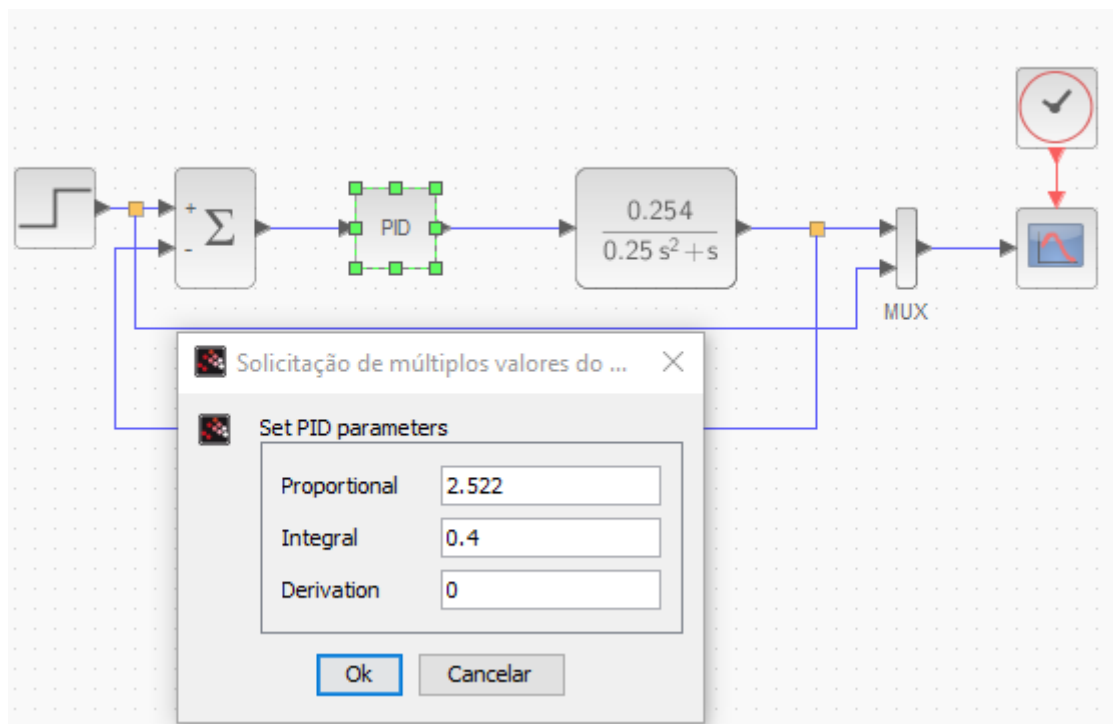 +
-
Σ
PID
0.254
0.25 s²+s
MUX
Solicitação de múltiplos valores do ...
Set PID parameters
Proportional 2.522
Integral 0.4
Derivation 0
Ok Cancelar